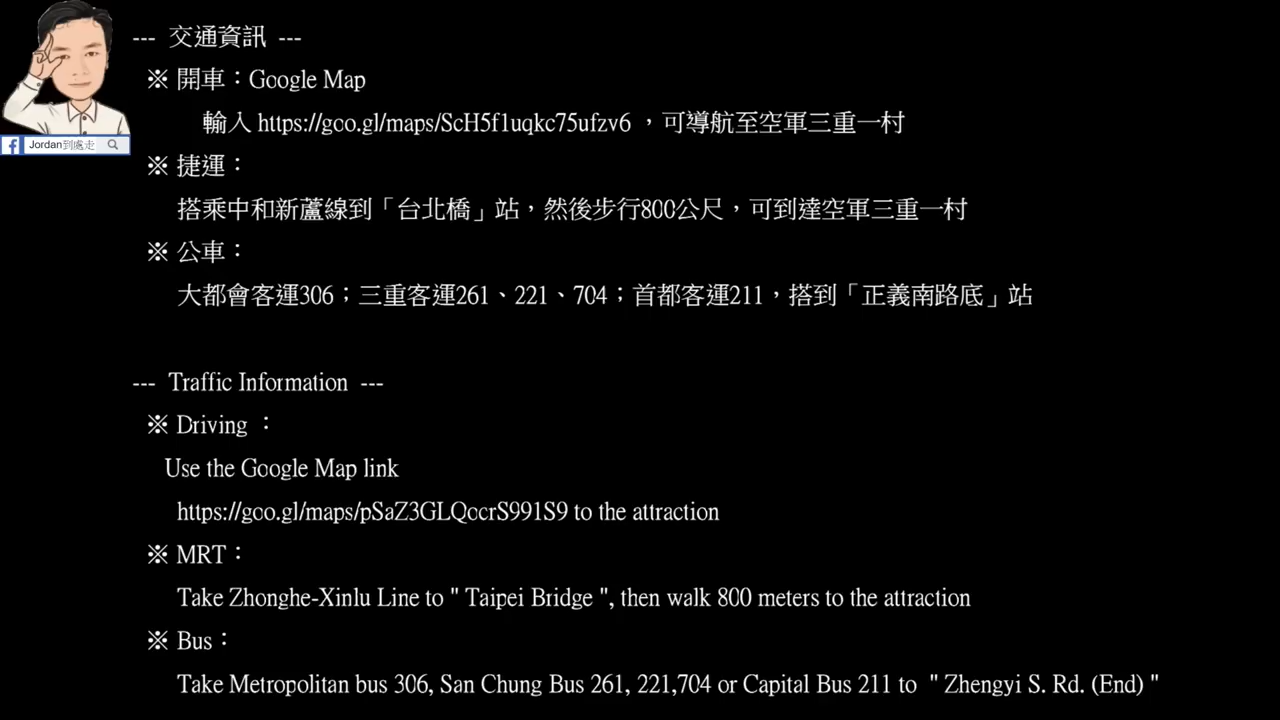 Jordan到處走
--- 交通資訊 ---
※ 開車：Google Map
輸入 https://goo.gl/maps/ScH5f1uqkc75ufzv6 ，可導航至空軍三重一村
※ 捷運：
搭乘中和新蘆線到「台北橋」站，然後步行800公尺，可到達空軍三重一村
※ 公車：
大都會客運306；三重客運261、221、704；首都客運211，搭到「正義南路底」站
--- Traffic Information ---
※ Driving ：
Use the Google Map link
https://goo.gl/maps/pSaZ3GLQocrS991S9 to the attraction
※ MRT：
Take Zhonghe-Xinlu Line to " Taipei Bridge ", then walk 800 meters to the attraction
※ Bus：
Take Metropolitan bus 306, San Chung Bus 261, 221,704 or Capital Bus 211 to " Zhengyi S. Rd. (End) "